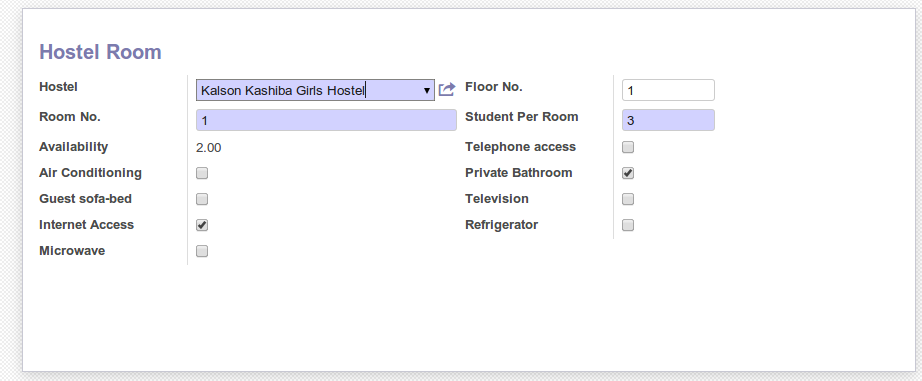 Hostel Room
Hostel Kalson Kashiba Girls Hostel Floor No. 1
Room No. 1 Student Per Room 3
Availability 2.00 Telephone access
Air Conditioning Private Bathroom
Guest sofa-bed Television
Internet Access Refrigerator
Microwave